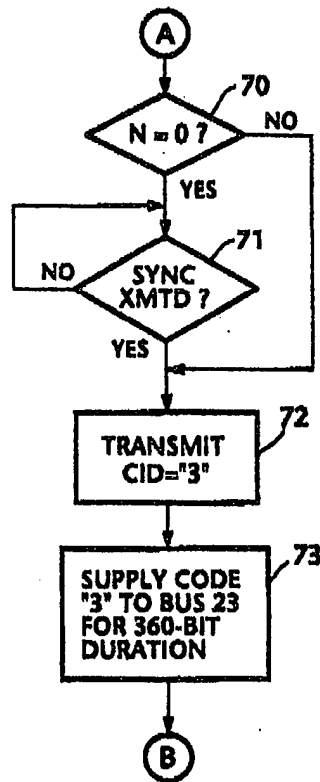 A
70
N = 0 ?
NO
YES
71
NO
SYNC
XMTD ?
YES
72
TRANSMIT
CID="3"
73
SUPPLY CODE
"3" TO BUS 23
FOR 360-BIT
DURATION
B